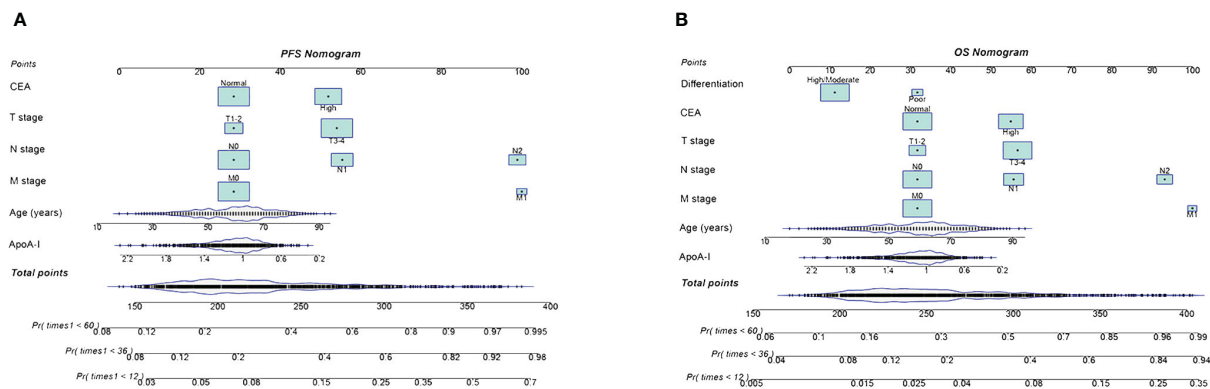 A
PFS Nomogram
Points
0 20 40 60 80 100
CEA
Normal
High
T stage
T1-2
T3-4
N stage
N0
N1
N2
M stage
M0
M1
Age (years)
10 30 50 70 90
ApoA-I
2.2 1.8 1.4 1 0.6 0.2
Total points
150 200 250 300 350 400
Pr( times1 < 60)
0.08 0.12 0.2 0.4 0.6 0.8 0.9 0.97 0.995
Pr( times1 < 36)
0.08 0.12 0.2 0.4 0.6 0.82 0.92 0.98
Pr( times1 < 12)
0.03 0.05 0.08 0.15 0.25 0.35 0.5 0.7
B
OS Nomogram
Points
0 10 20 30 40 50 60 70 80 90 100
Differentiation
High/Moderate
Poor
CEA
Normal
High
T stage
T1-2
T3-4
N stage
N0
N1
N2
M stage
M0
M1
Age (years)
10 30 50 70 90
ApoA-I
2.2 1.8 1.4 1 0.6 0.2
Total points
150 200 250 300 350 400
Pr( times < 60)
0.06 0.1 0.16 0.3 0.5 0.7 0.85 0.96 0.99
Pr( times < 36)
0.04 0.08 0.12 0.2 0.4 0.6 0.84 0.94
Pr( times < 12)
0.005 0.015 0.025 0.04 0.08 0.15 0.25 0.35